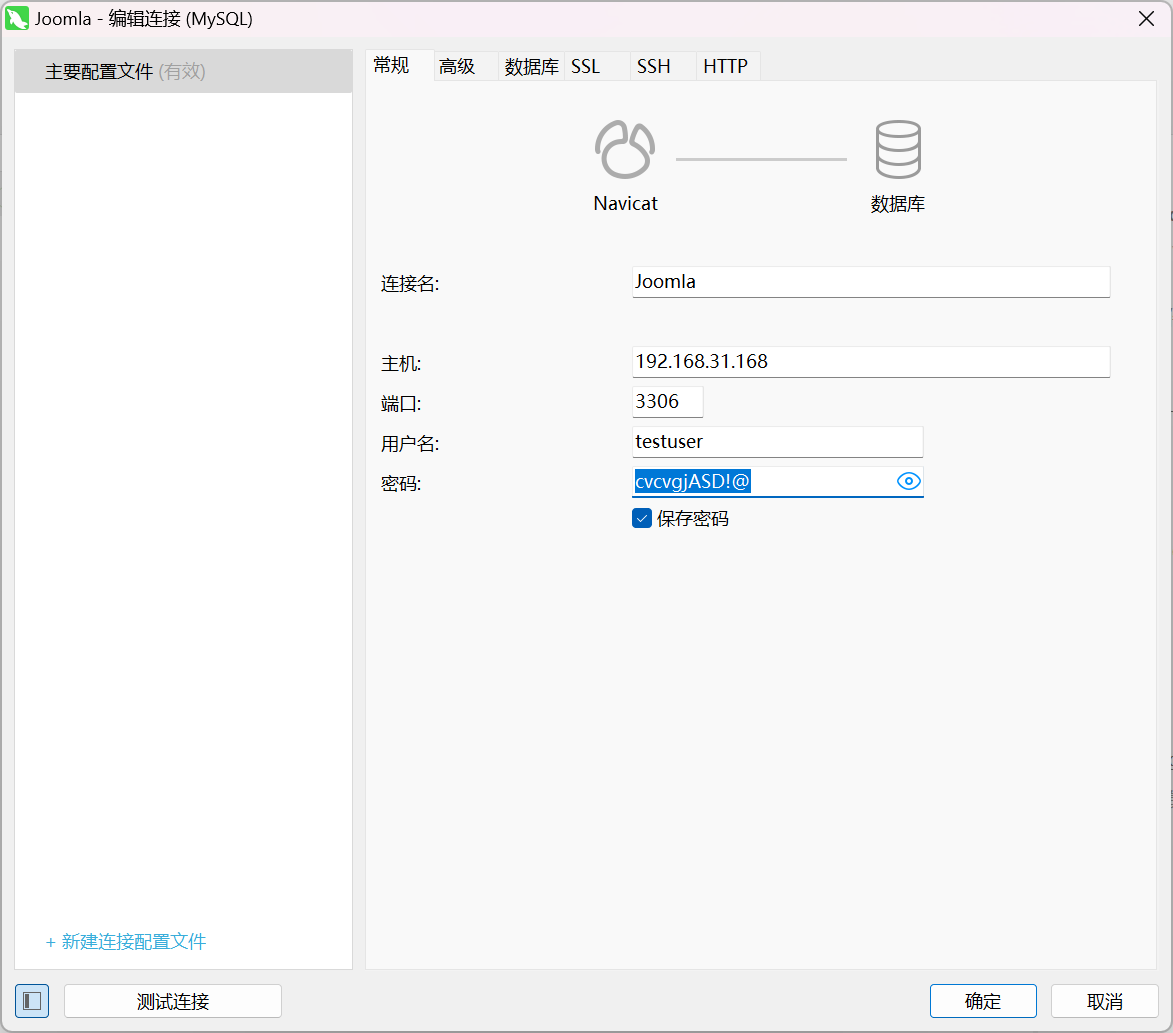 Joomla - 编辑连接 (MySQL)
主要配置文件 (有效)
常规 高级 数据库 SSL SSH HTTP
Navicat 数据库
连接名: Joomla
主机: 192.168.31.168
端口: 3306
用户名: testuser
密码: cvcvgjASD!@
保存密码
+ 新建连接配置文件
测试连接 确定 取消